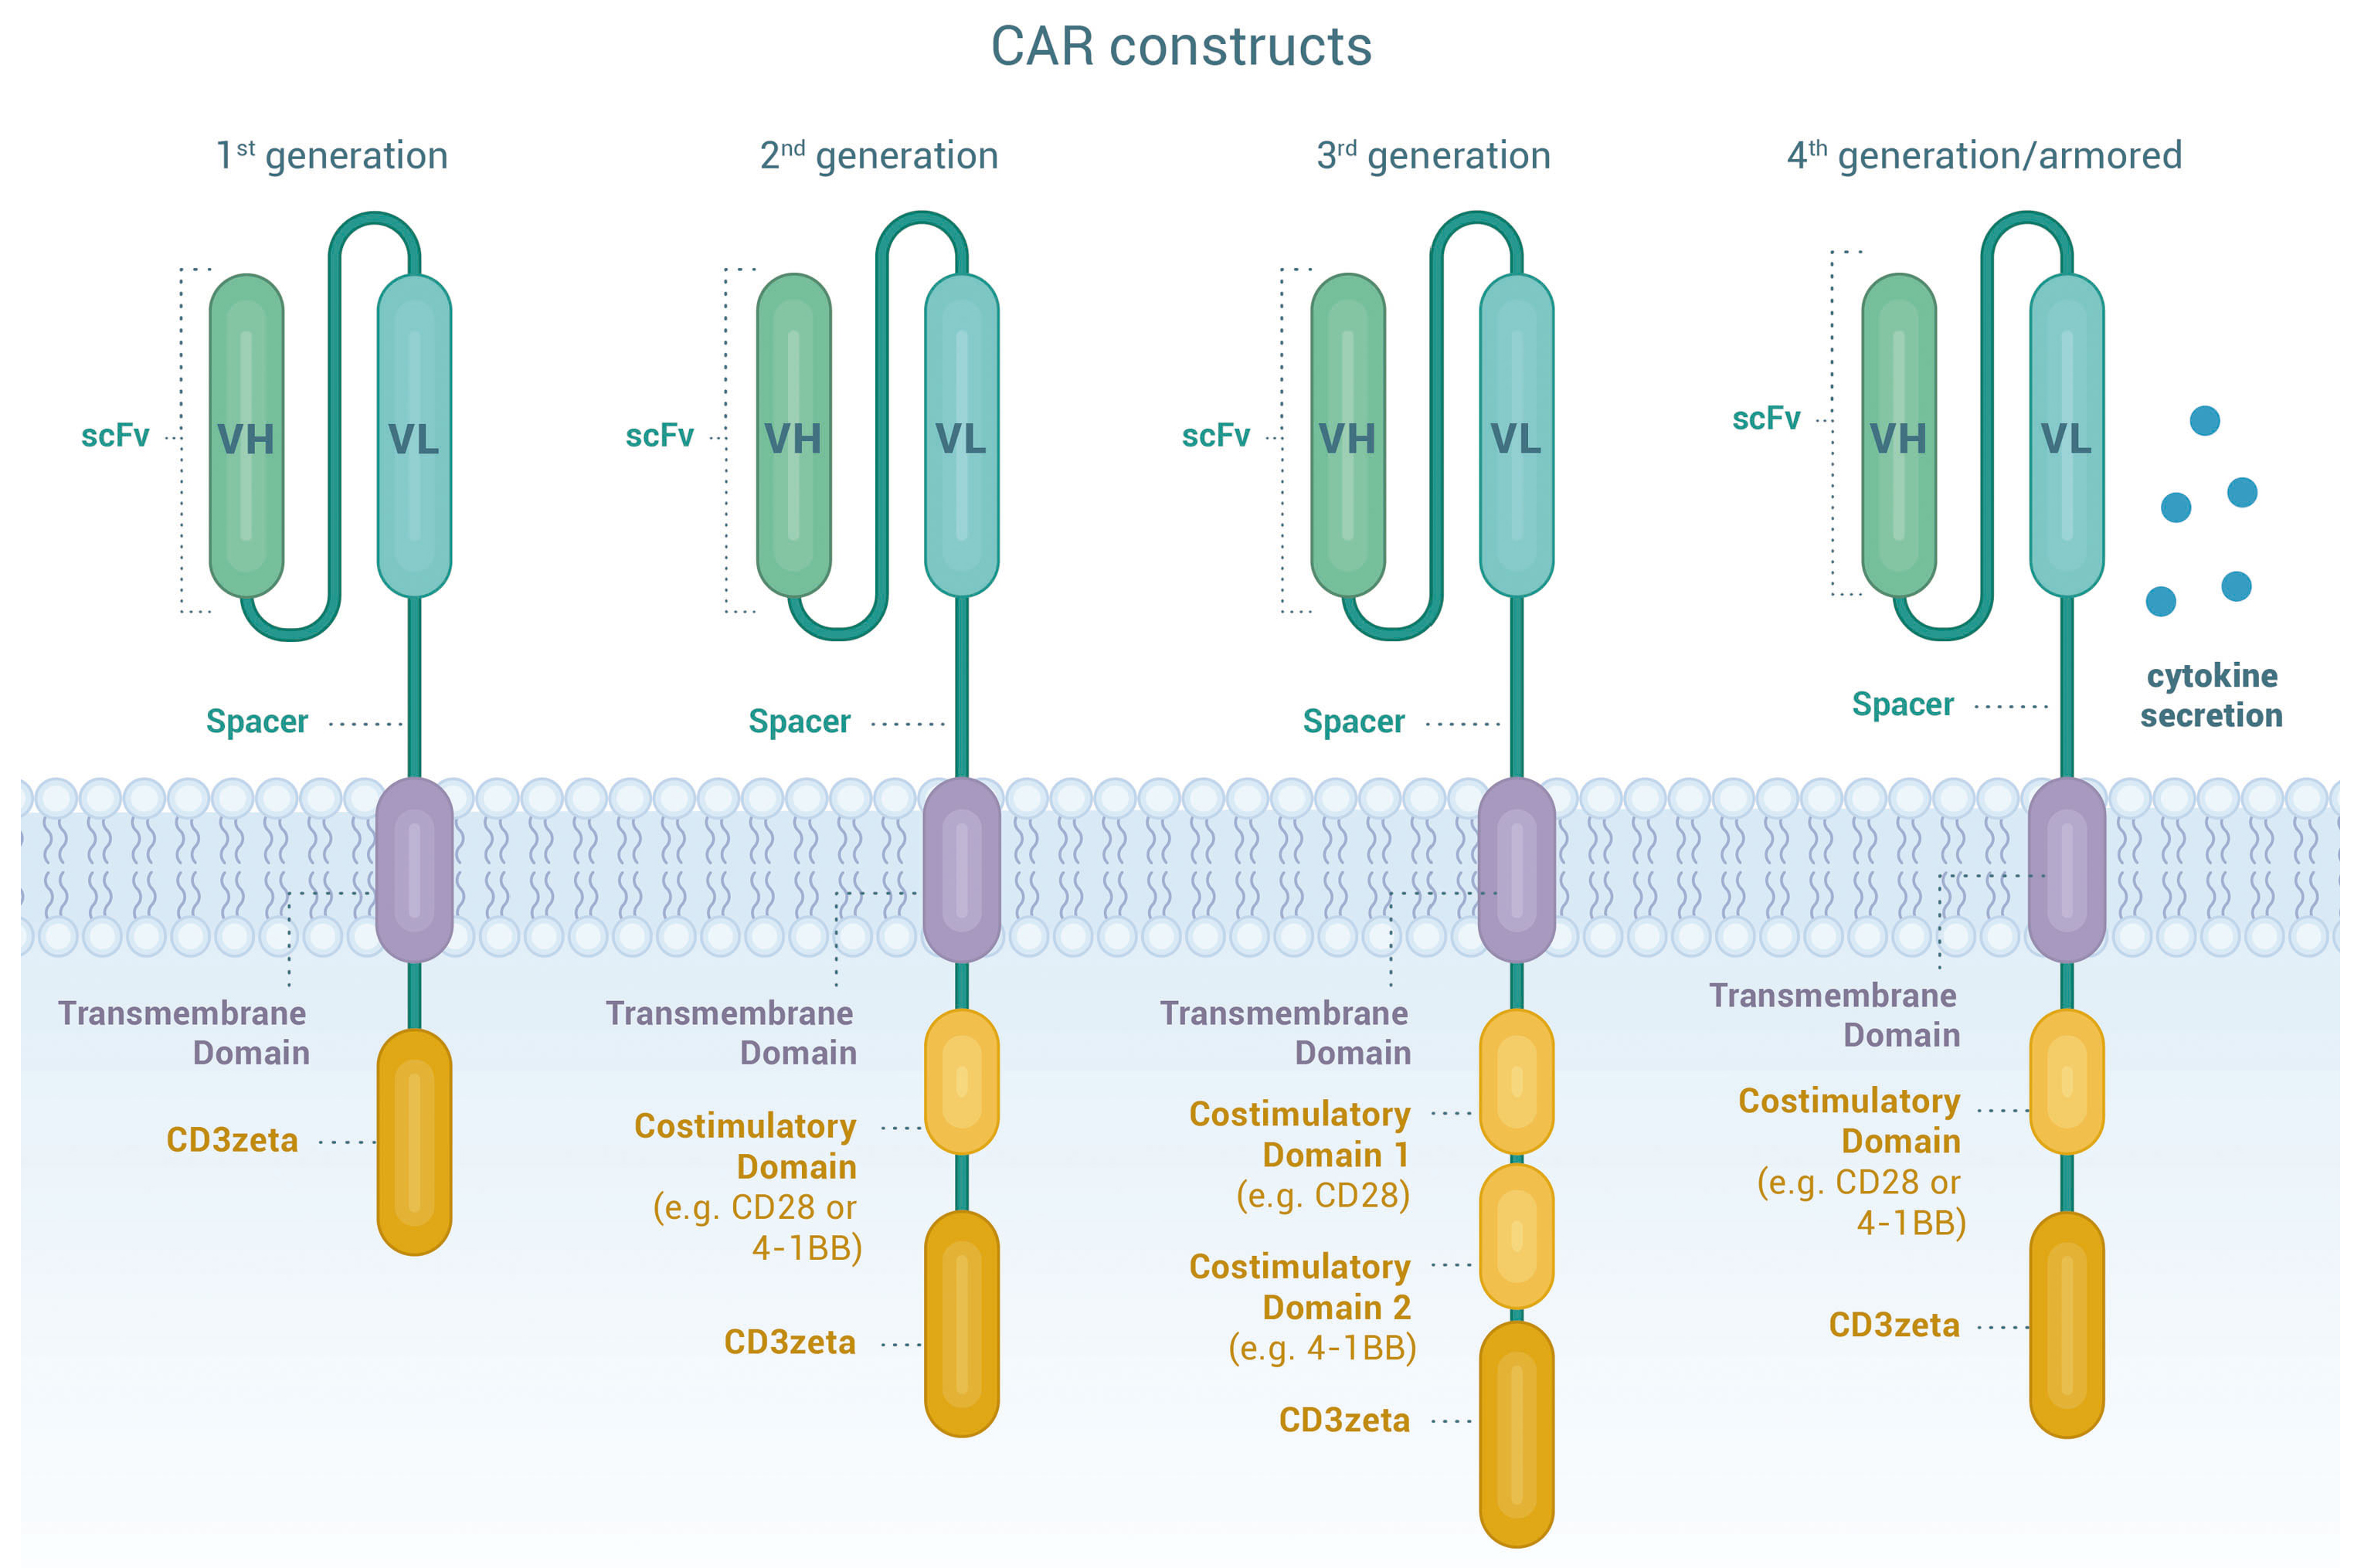 CAR constructs
1st generation
scFv
VH
VL
Spacer
Transmembrane
Domain
CD3zeta
2nd generation
scFv
VH
VL
Spacer
Transmembrane
Domain
Costimulatory
Domain
(e.g. CD28 or
4-1BB)
CD3zeta
3rd generation
scFv
VH
VL
Spacer
Transmembrane
Domain
Costimulatory
Domain 1
(e.g. CD28)
Costimulatory
Domain 2
(e.g. 4-1BB)
CD3zeta
4th generation/armored
scFv
VH
VL
Spacer
cytokine
secretion
Transmembrane
Domain
Costimulatory
Domain
(e.g. CD28 or
4-1BB)
CD3zeta